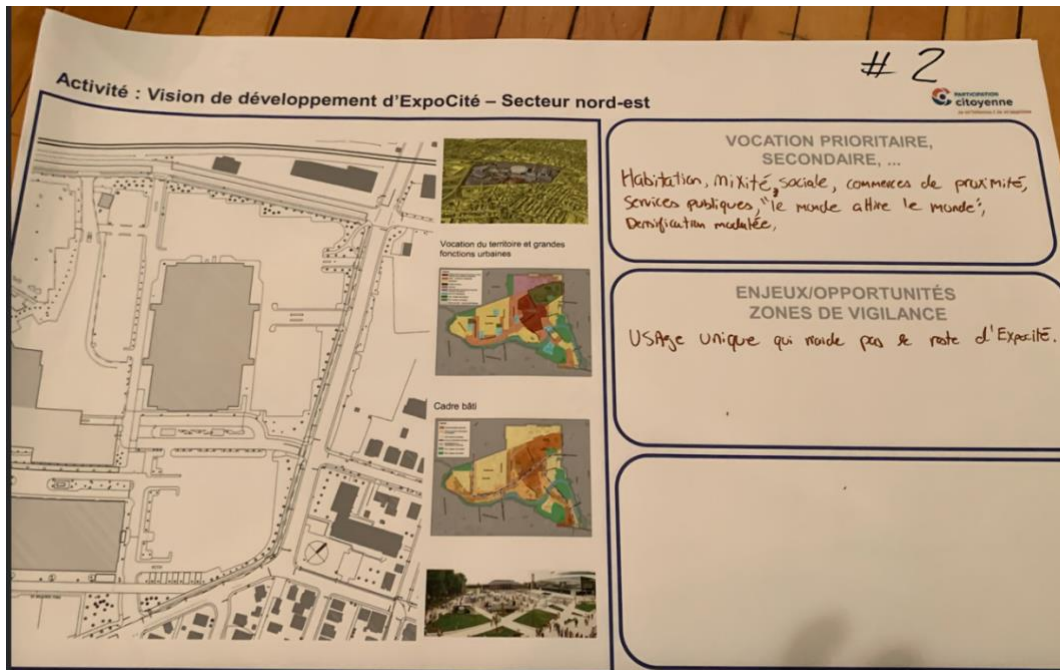 # 2
Activité : Vision de développement d'ExpoCité – Secteur nord-est
PARTICIPATION
citoyenne
VOCATION PRIORITAIRE,
SECONDAIRE, ...
Habitation, mixité, sociale, commerces de proximité,
Services publiques, "le monde attire le monde",
Densification modulée,
Vocation du territoire et grandes
fonctions urbaines
ENJEUX/OPPORTUNITÉS
ZONES DE VIGILANCE
USAge unique qui n'aide pas le reste d'Expocité.
Cadre bâti